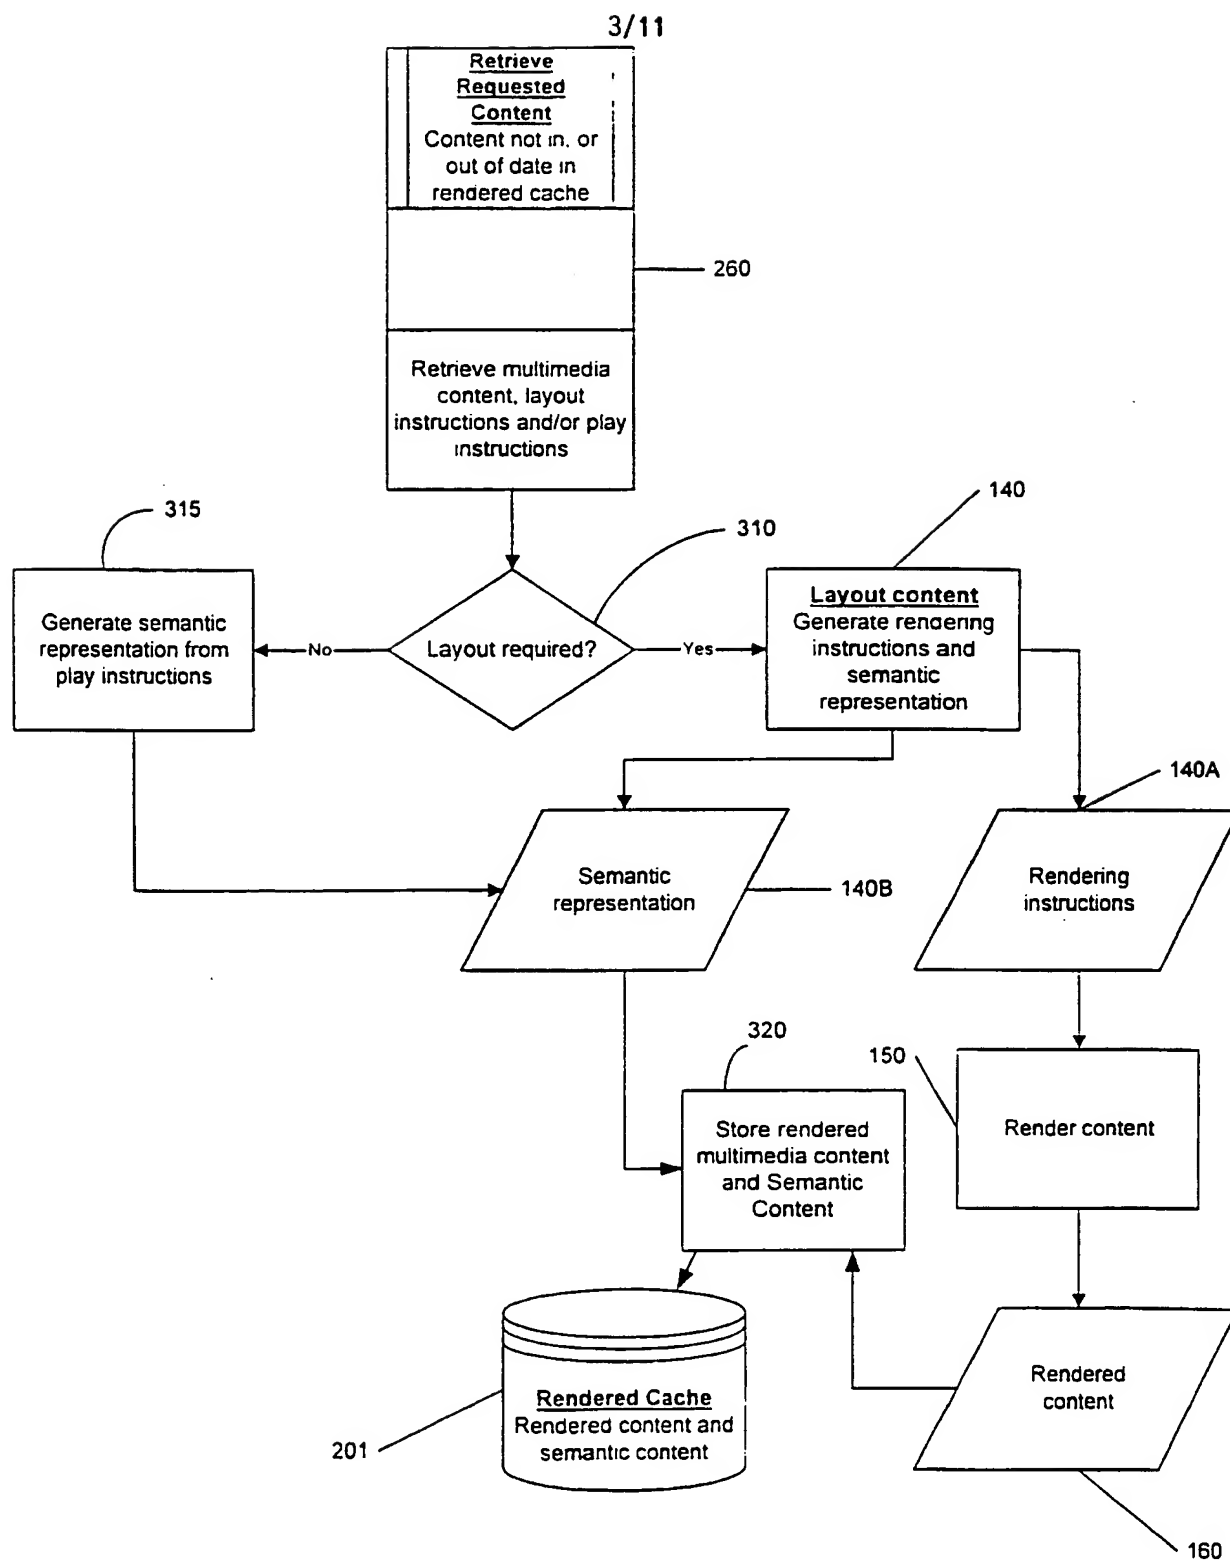 3/11
Retrieve
Requested
Content
Content not in, or
out of date in
rendered cache
260
Retrieve multimedia
content, layout
instructions and/or play
instructions
315
310
140
Generate semantic
representation from
play instructions
No
Layout required?
Yes
Layout content
Generate rendering
instructions and
semantic
representation
140A
Semantic
representation
140B
Rendering
instructions
320
150
Store rendered
multimedia content
and Semantic
Content
Render content
Rendered Cache
Rendered content and
semantic content
201
Rendered
content
160